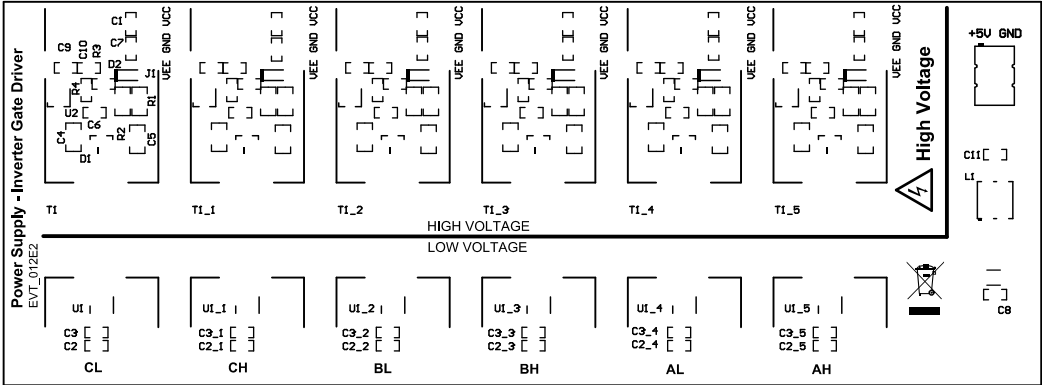 Power Supply - Inverter Gate Driver
EVT_012E2
C1
C7
C9
C10
R3
D2
J1
R4
R1
U2
C6
C4
R2
C5
D1
VEE GND VCC
VEE GND VCC
VEE GND VCC
VEE GND VCC
VEE GND VCC
VEE GND VCC
High Voltage
+5V GND
C11
L1
T1
T1_1
T1_2
T1_3
T1_4
T1_5
HIGH VOLTAGE
LOW VOLTAGE
U1
U1_1
U1_2
U1_3
U1_4
U1_5
C8
C3
C3_1
C3_2
C3_3
C3_4
C3_5
C2
C2_1
C2_2
C2_3
C2_4
C2_5
CL
CH
BL
BH
AL
AH